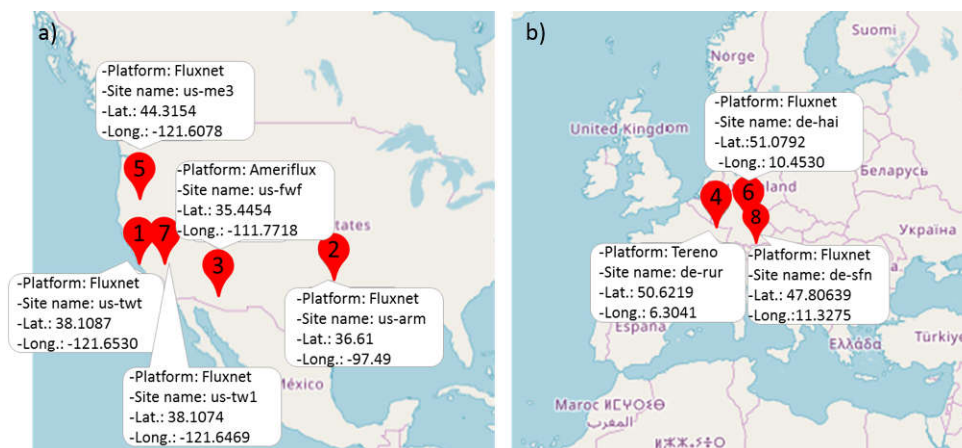 a)
-Platform: Fluxnet
-Site name: us-me3
-Lat.: 44.3154
-Long.: -121.6078
5
-Platform: Ameriflux
-Site name: us-fwf
-Lat.: 35.4454
-Long.: -111.7718
1
7
3
2
-Platform: Fluxnet
-Site name: us-twt
-Lat.: 38.1087
-Long.: -121.6530
-Platform: Fluxnet
-Site name: us-arm
-Lat.: 36.61
-Long.: -97.49
-Platform: Fluxnet
-Site name: us-tw1
-Lat.: 38.1074
-Long.: -121.6469
México
b)
Suomi
Norge
United Kingdom
-Platform: Fluxnet
-Site name: de-hai
-Lat.:51.0792
-Long.: 10.4530
Беларусь
4
6
8
Україна
-Platform: Tereno
-Site name: de-rur
-Lat.: 50.6219
-Long.: 6.3041
-Platform: Fluxnet
-Site name: de-sfn
-Lat.: 47.80639
-Long.:11.3275
España
Ελλάδα
Türkiye
Maroc ⵍⵎⵖⵔⵉⴱ
المغرب